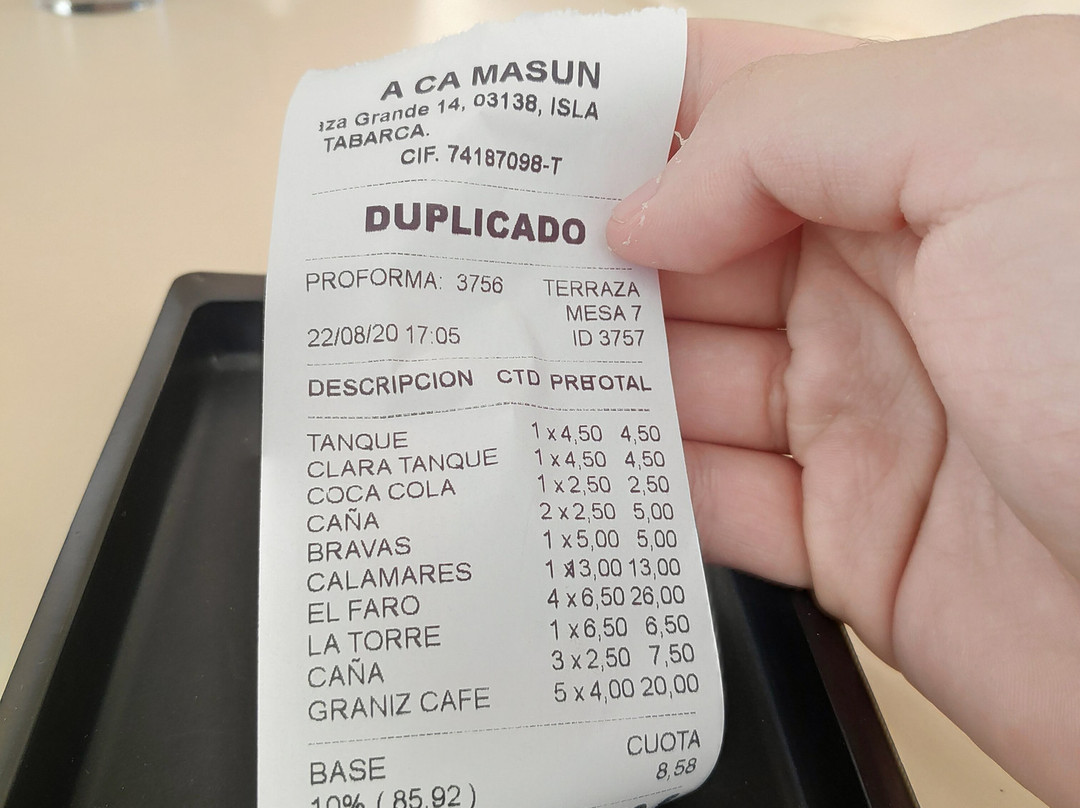 A CA MASUN
aza Grande 14, 03138, ISLA
TABARCA.
CIF. 74187098-T
DUPLICADO
PROFORMA: 3756 TERRAZA
MESA 7
22/08/20 17:05 ID 3757
DESCRIPCION CTD PRETOTAL
TANQUE 1 x 4,50 4,50
CLARA TANQUE 1 x 4,50 4,50
COCA COLA 1 x 2,50 2,50
CAÑA 2 x 2,50 5,00
BRAVAS 1 x 5,00 5,00
CALAMARES 1 x 13,00 13,00
EL FARO 4 x 6,50 26,00
LA TORRE 1 x 6,50 6,50
CAÑA 3 x 2,50 7,50
GRANIZ CAFE 5 x 4,00 20,00
BASE CUOTA
10% ( 85,92 ) 8,58